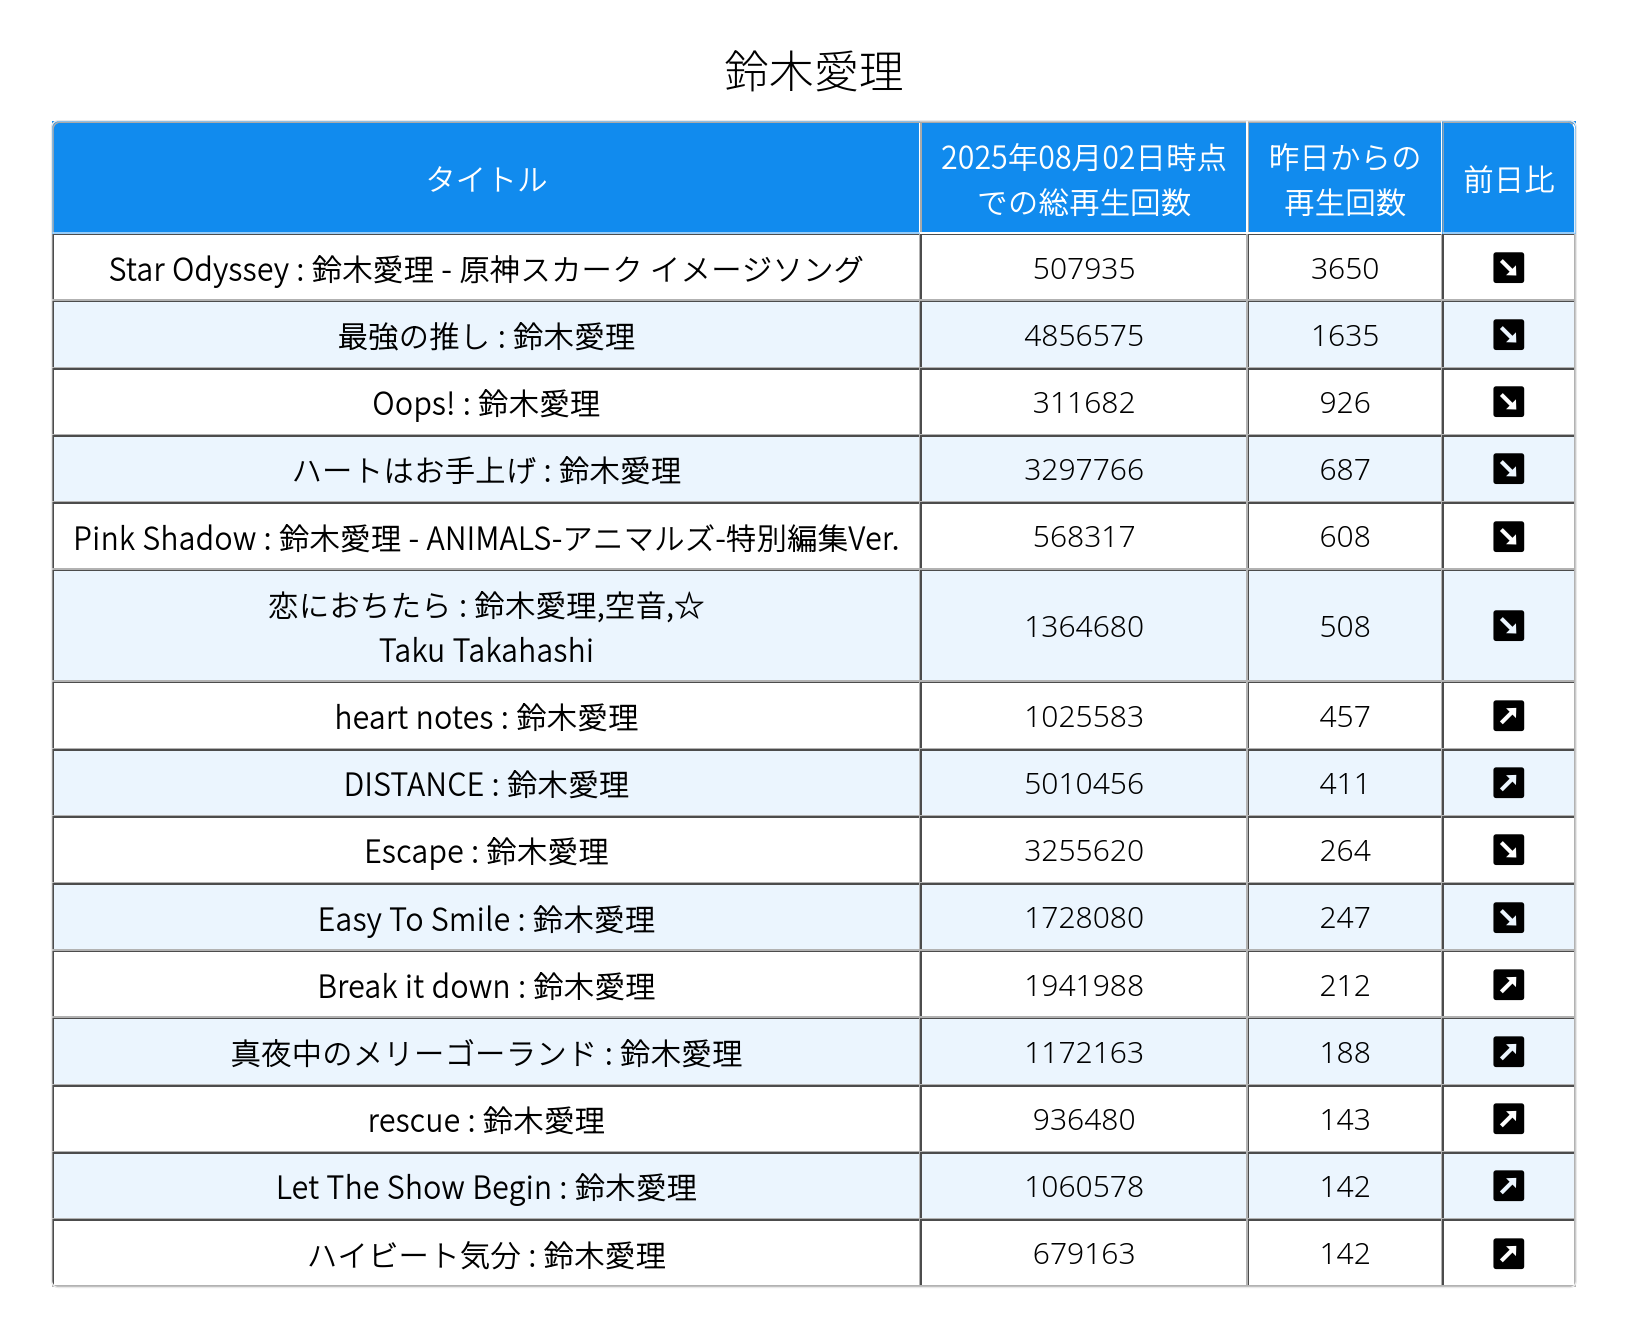 鈴木愛理
タイトル
2025年08月02日時点
での総再生回数
昨日からの
再生回数
前日比
Star Odyssey : 鈴木愛理 - 原神スカーク イメージソング 507935 3650
最強の推し : 鈴木愛理 4856575 1635
Oops! : 鈴木愛理 311682 926
ハートはお手上げ : 鈴木愛理 3297766 687
Pink Shadow : 鈴木愛理 - ANIMALS-アニマルズ-特別編集Ver. 568317 608
恋におちたら : 鈴木愛理,空音,☆
Taku Takahashi 1364680 508
heart notes : 鈴木愛理 1025583 457
DISTANCE : 鈴木愛理 5010456 411
Escape : 鈴木愛理 3255620 264
Easy To Smile : 鈴木愛理 1728080 247
Break it down : 鈴木愛理 1941988 212
真夜中のメリーゴーランド : 鈴木愛理 1172163 188
rescue : 鈴木愛理 936480 143
Let The Show Begin : 鈴木愛理 1060578 142
ハイビート気分 : 鈴木愛理 679163 142